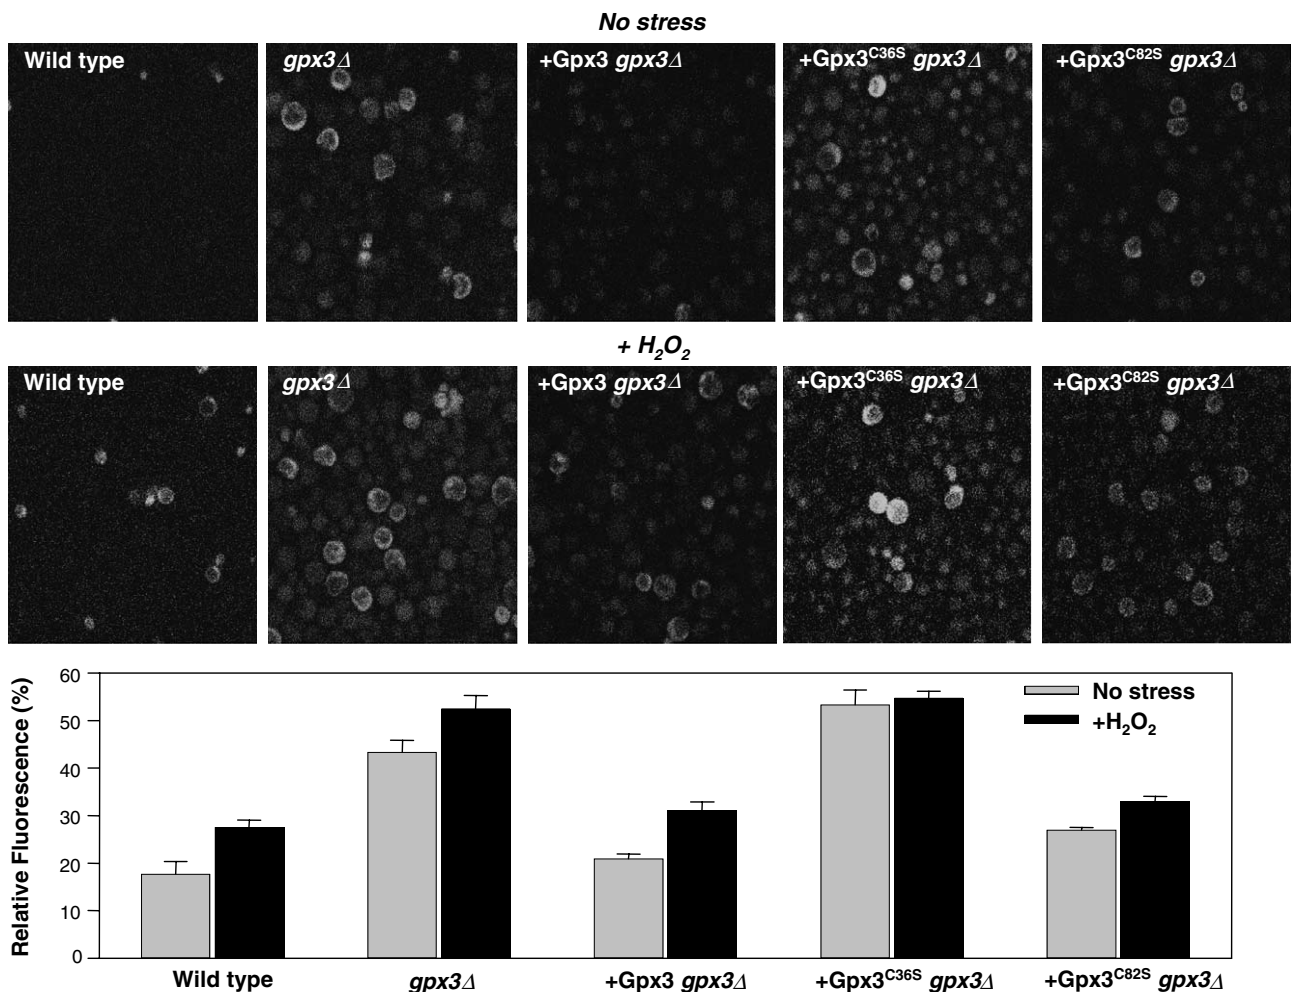 No stress
Wild type gpx3Δ +Gpx3 gpx3Δ +Gpx3C36S gpx3Δ +Gpx3C82S gpx3Δ
+ H2O2
Wild type gpx3Δ +Gpx3 gpx3Δ +Gpx3C36S gpx3Δ +Gpx3C82S gpx3Δ
Relative Fluorescence (%)
60
50
40
30
20
10
0
No stress
+H2O2
Wild type gpx3Δ +Gpx3 gpx3Δ +Gpx3C36S gpx3Δ +Gpx3C82S gpx3Δ